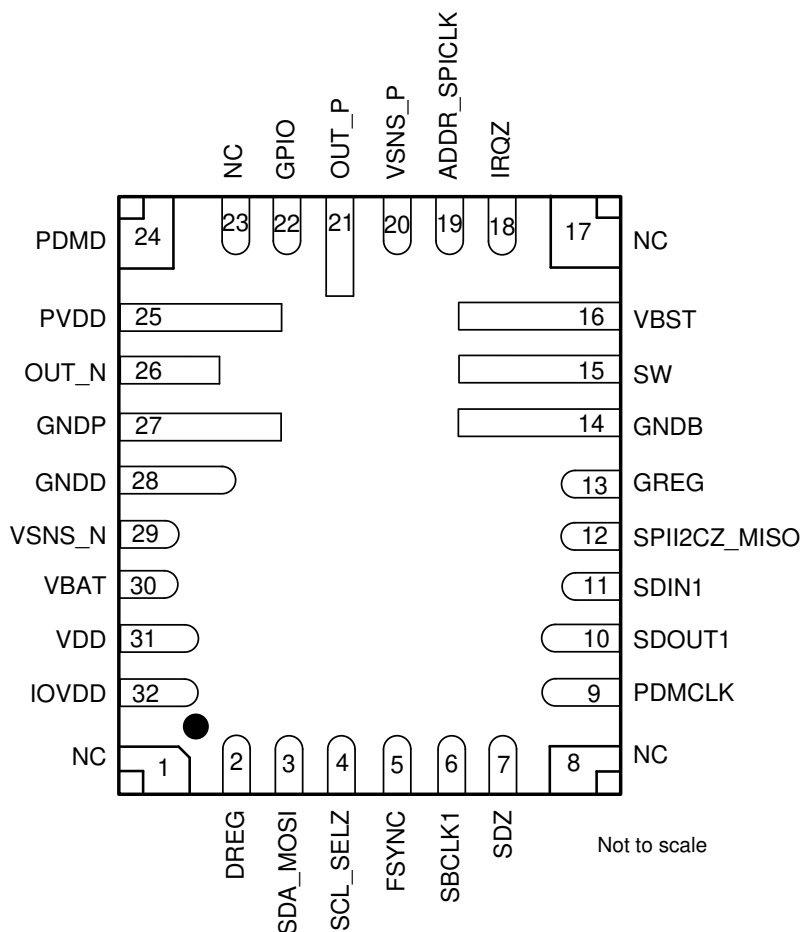 NC
GPIO
OUT_P
VSNS_P
ADDR_SPICLK
IRQZ
PDMD
24
23
22
21
20
19
18
17
NC
PVDD
25
16
VBST
OUT_N
26
15
SW
GNDP
27
14
GNDB
GNDD
28
13
GREG
VSNS_N
29
12
SPII2CZ_MISO
VBAT
30
11
SDIN1
VDD
31
10
SDOUT1
IOVDD
32
9
PDMCLK
NC
1
2
3
4
5
6
7
8
NC
DREG
SDA_MOSI
SCL_SELZ
FSYNC
SBCLK1
SDZ
Not to scale